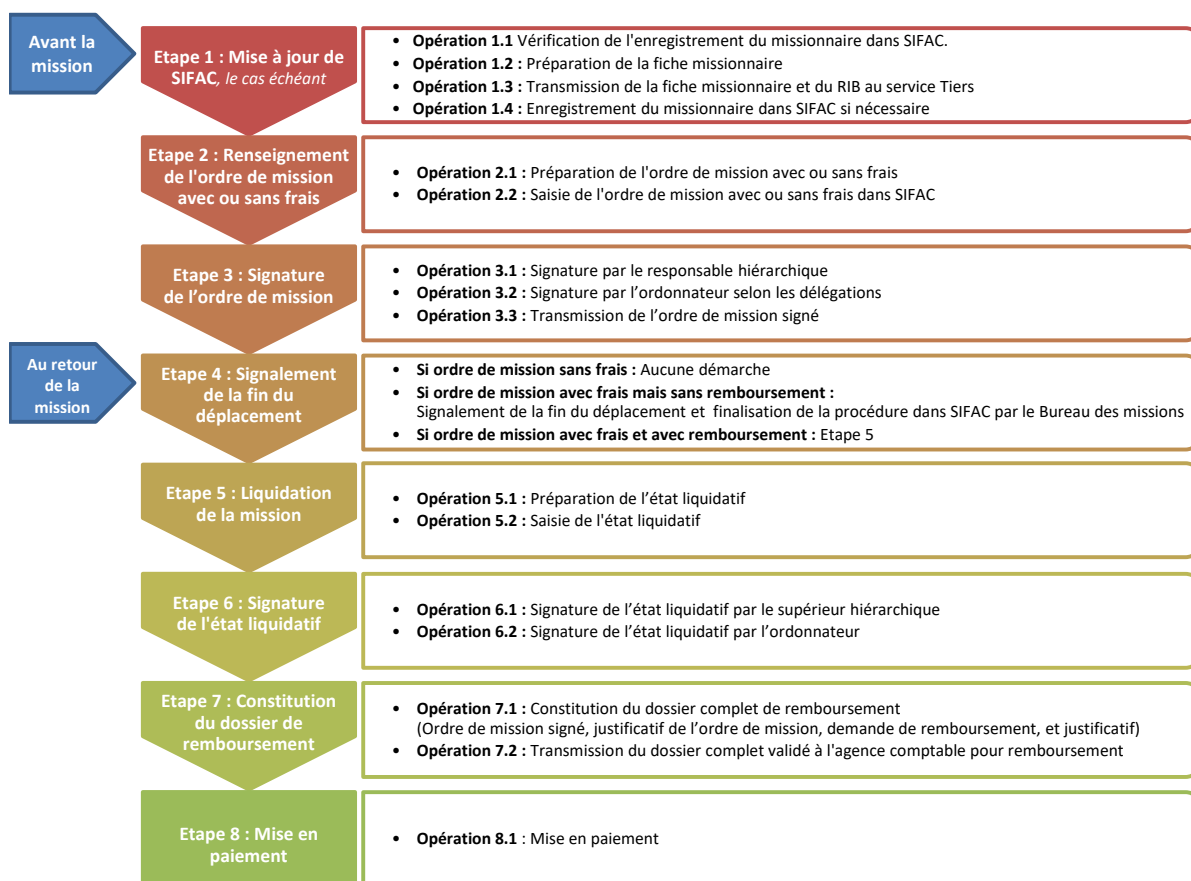 Avant la
mission
Etape 1 : Mise à jour de
SIFAC, le cas échéant
• Opération 1.1 Vérification de l'enregistrement du missionnaire dans SIFAC.
• Opération 1.2 : Préparation de la fiche missionnaire
• Opération 1.3 : Transmission de la fiche missionnaire et du RIB au service Tiers
• Opération 1.4 : Enregistrement du missionnaire dans SIFAC si nécessaire
Etape 2 : Renseignement
de l'ordre de mission
avec ou sans frais
• Opération 2.1 : Préparation de l'ordre de mission avec ou sans frais
• Opération 2.2 : Saisie de l'ordre de mission avec ou sans frais dans SIFAC
Etape 3 : Signature
de l’ordre de mission
• Opération 3.1 : Signature par le responsable hiérarchique
• Opération 3.2 : Signature par l’ordonnateur selon les délégations
• Opération 3.3 : Transmission de l’ordre de mission signé
Au retour
de la
mission
Etape 4 : Signalement
de la fin du
déplacement
• Si ordre de mission sans frais : Aucune démarche
• Si ordre de mission avec frais mais sans remboursement :
Signalement de la fin du déplacement et finalisation de la procédure dans SIFAC par le Bureau des missions
• Si ordre de mission avec frais et avec remboursement : Etape 5
Etape 5 : Liquidation
de la mission
• Opération 5.1 : Préparation de l’état liquidatif
• Opération 5.2 : Saisie de l'état liquidatif
Etape 6 : Signature
de l'état liquidatif
• Opération 6.1 : Signature de l’état liquidatif par le supérieur hiérarchique
• Opération 6.2 : Signature de l’état liquidatif par l’ordonnateur
Etape 7 : Constitution
du dossier de
remboursement
• Opération 7.1 : Constitution du dossier complet de remboursement
(Ordre de mission signé, justificatif de l’ordre de mission, demande de remboursement, et justificatif)
• Opération 7.2 : Transmission du dossier complet validé à l'agence comptable pour remboursement
Etape 8 : Mise en
paiement
• Opération 8.1 : Mise en paiement